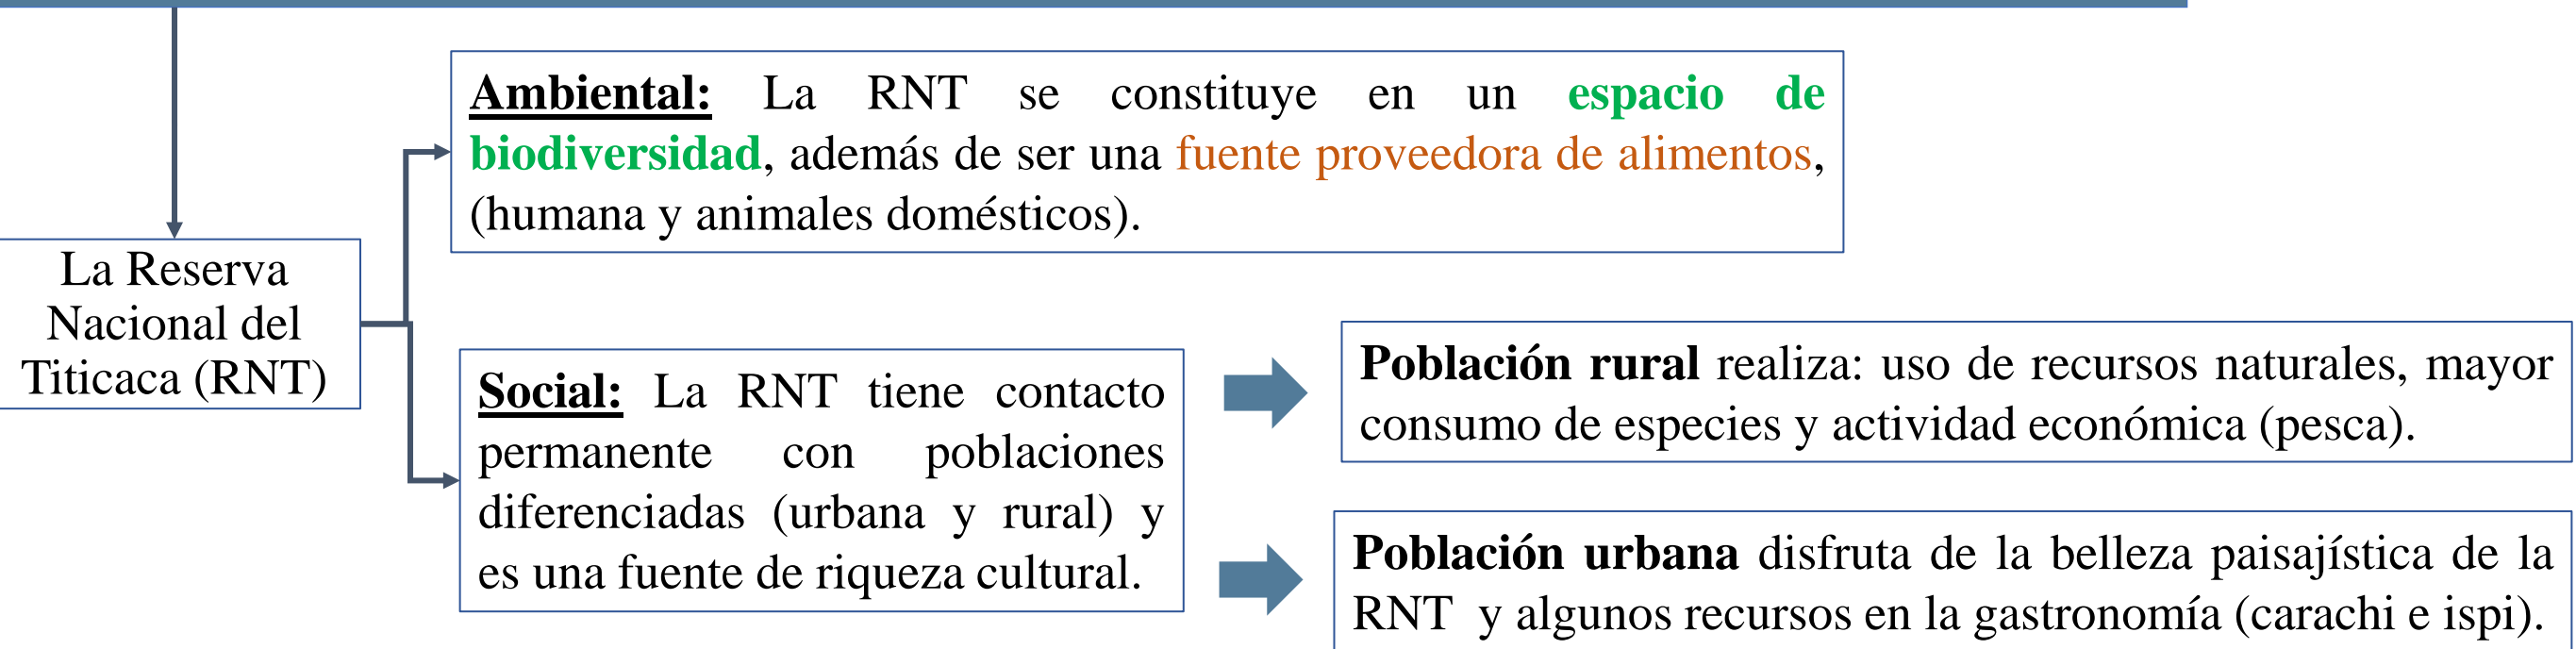 Ambiental: La RNT se constituye en un espacio de
biodiversidad, además de ser una fuente proveedora de alimentos,
(humana y animales domésticos).
La Reserva
Nacional del
Titicaca (RNT)
Social: La RNT tiene contacto
permanente con poblaciones
diferenciadas (urbana y rural) y
es una fuente de riqueza cultural.
Población rural realiza: uso de recursos naturales, mayor
consumo de especies y actividad económica (pesca).
Población urbana disfruta de la belleza paisajística de la
RNT y algunos recursos en la gastronomía (carachi e ispi).